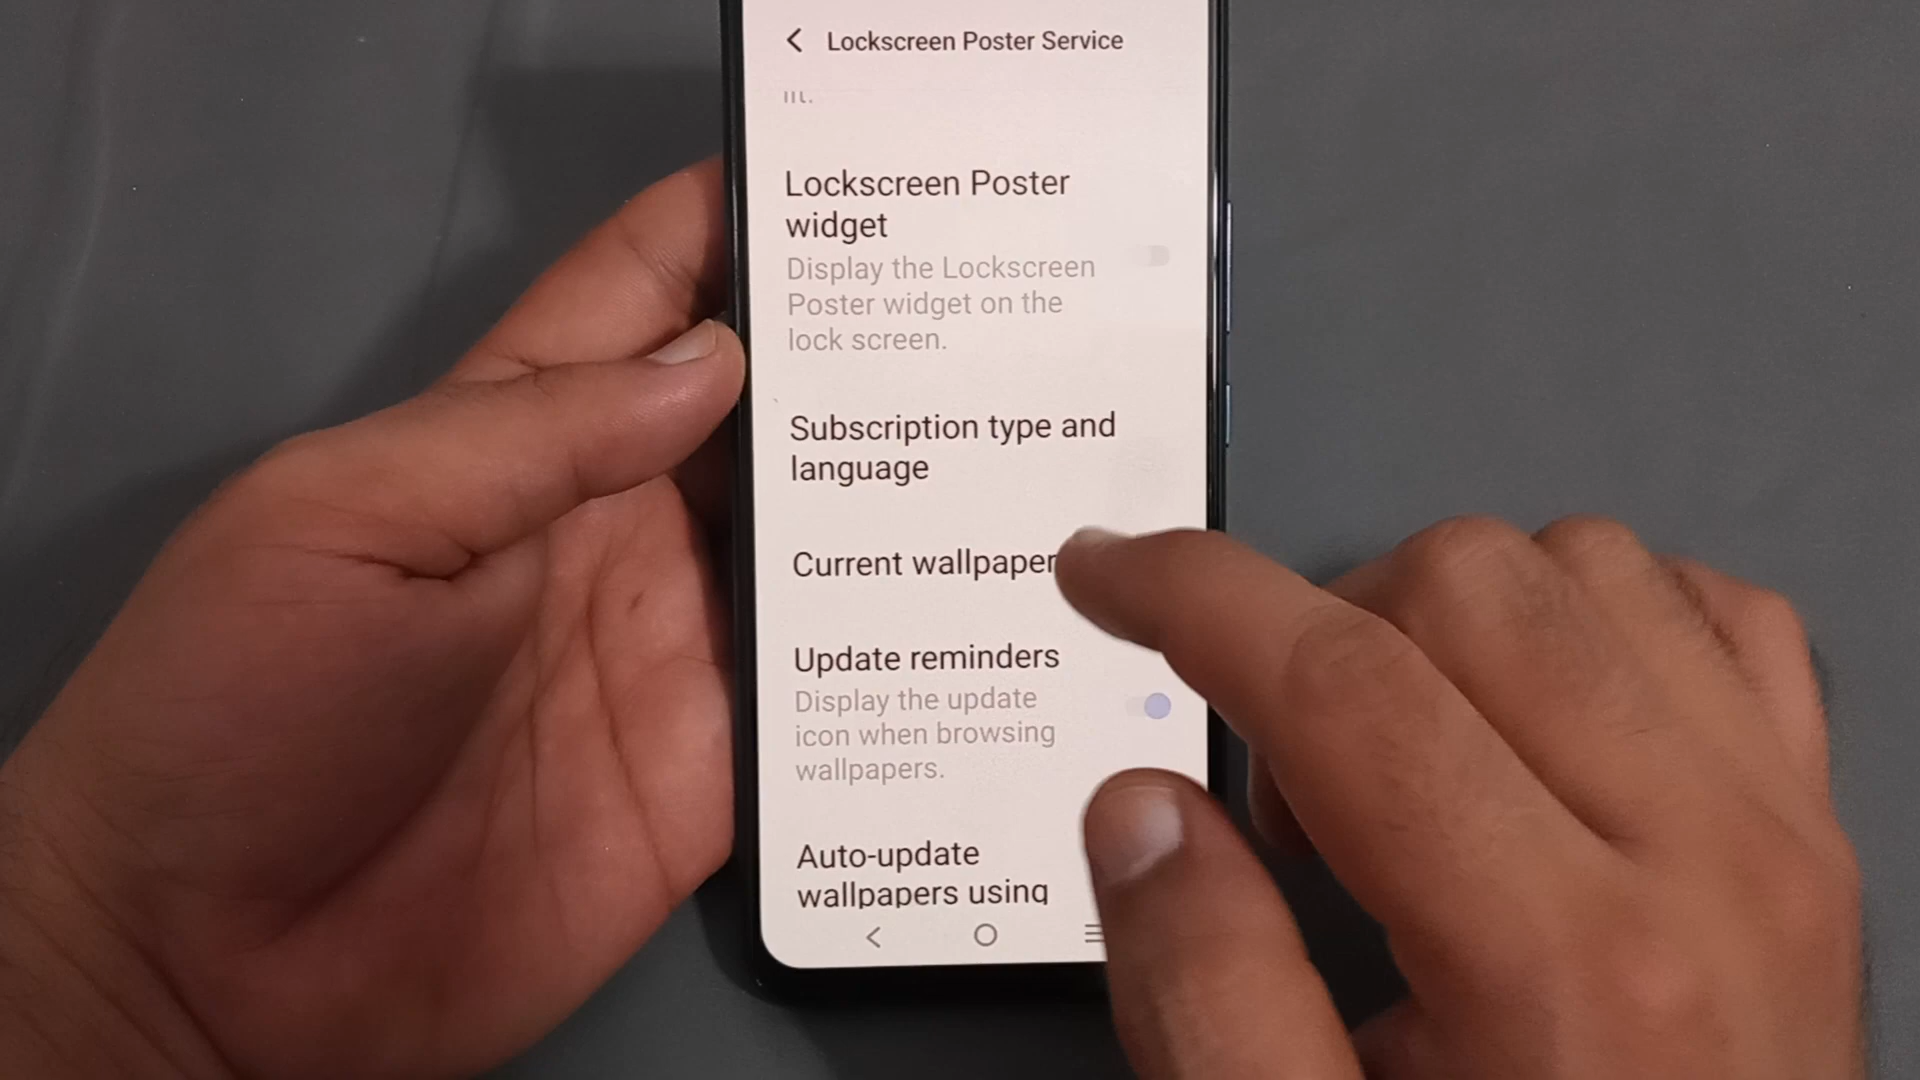 Lockscreen Poster Service
Lockscreen Poster
widget
Display the Lockscreen
Poster widget on the
lock screen.
Subscription type and
language
Current wallpaper
Update reminders
Display the update
icon when browsing
wallpapers.
Auto-update
wallpapers using